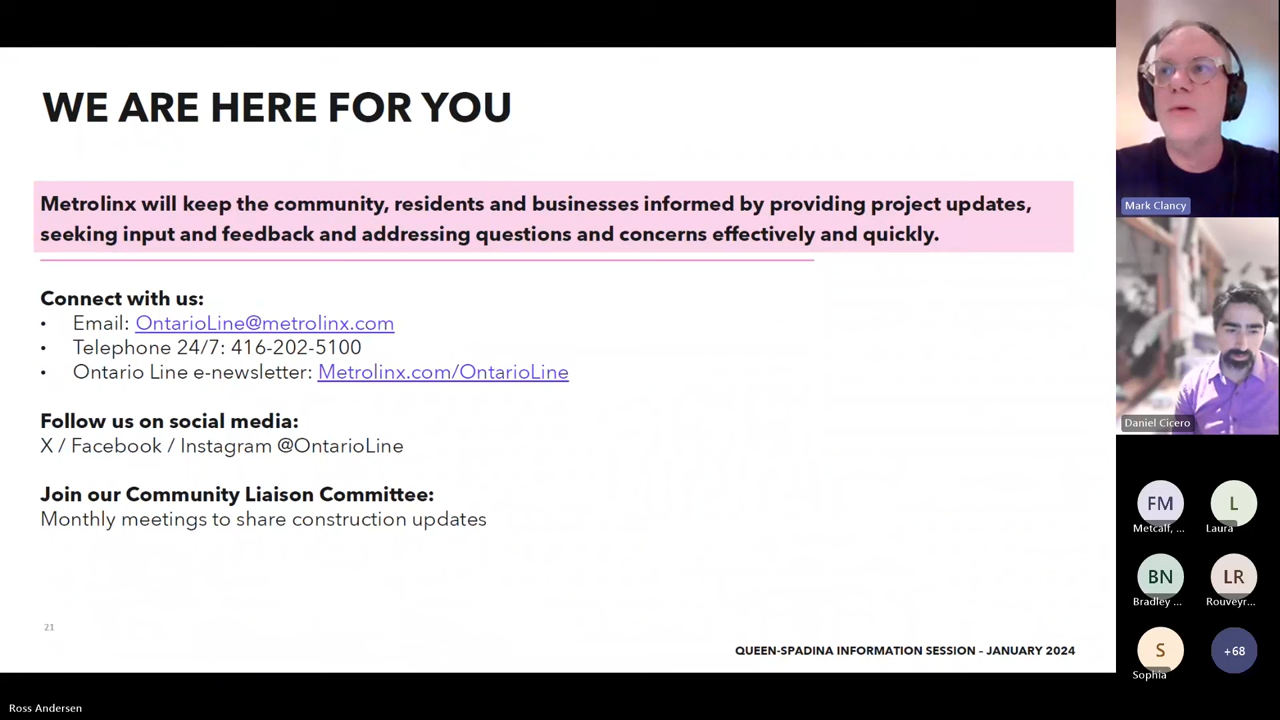 WE ARE HERE FOR YOU
Metrolinx will keep the community, residents and businesses informed by providing project updates,
seeking input and feedback and addressing questions and concerns effectively and quickly.
Connect with us:
• Email: OntarioLine@metrolinx.com
• Telephone 24/7: 416-202-5100
• Ontario Line e-newsletter: Metrolinx.com/OntarioLine
Follow us on social media:
X / Facebook / Instagram @OntarioLine
Join our Community Liaison Committee:
Monthly meetings to share construction updates
21
QUEEN-SPADINA INFORMATION SESSION – JANUARY 2024
Ross Andersen
Mark Clancy
Daniel Cicero
FM
Metcalf, ...
L
Laura
BN
Bradley ...
LR
Rouveyr...
S
Sophia
+68